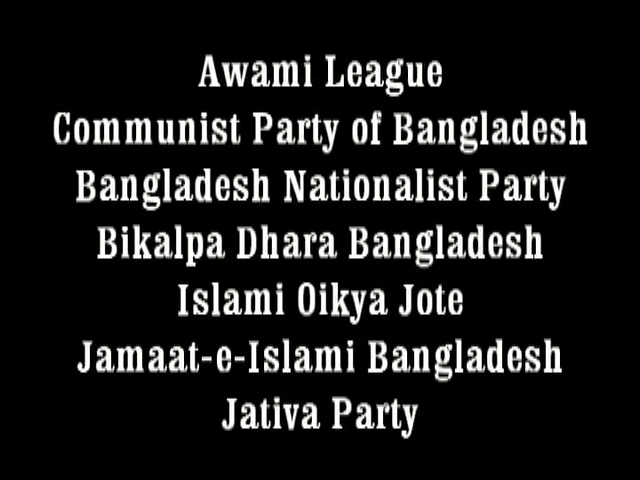 Awami League
Communist Party of Bangladesh
Bangladesh Nationalist Party
Bikalpa Dhara Bangladesh
Islami Oikya Jote
Jamaat-e-Islami Bangladesh
Jativa Party